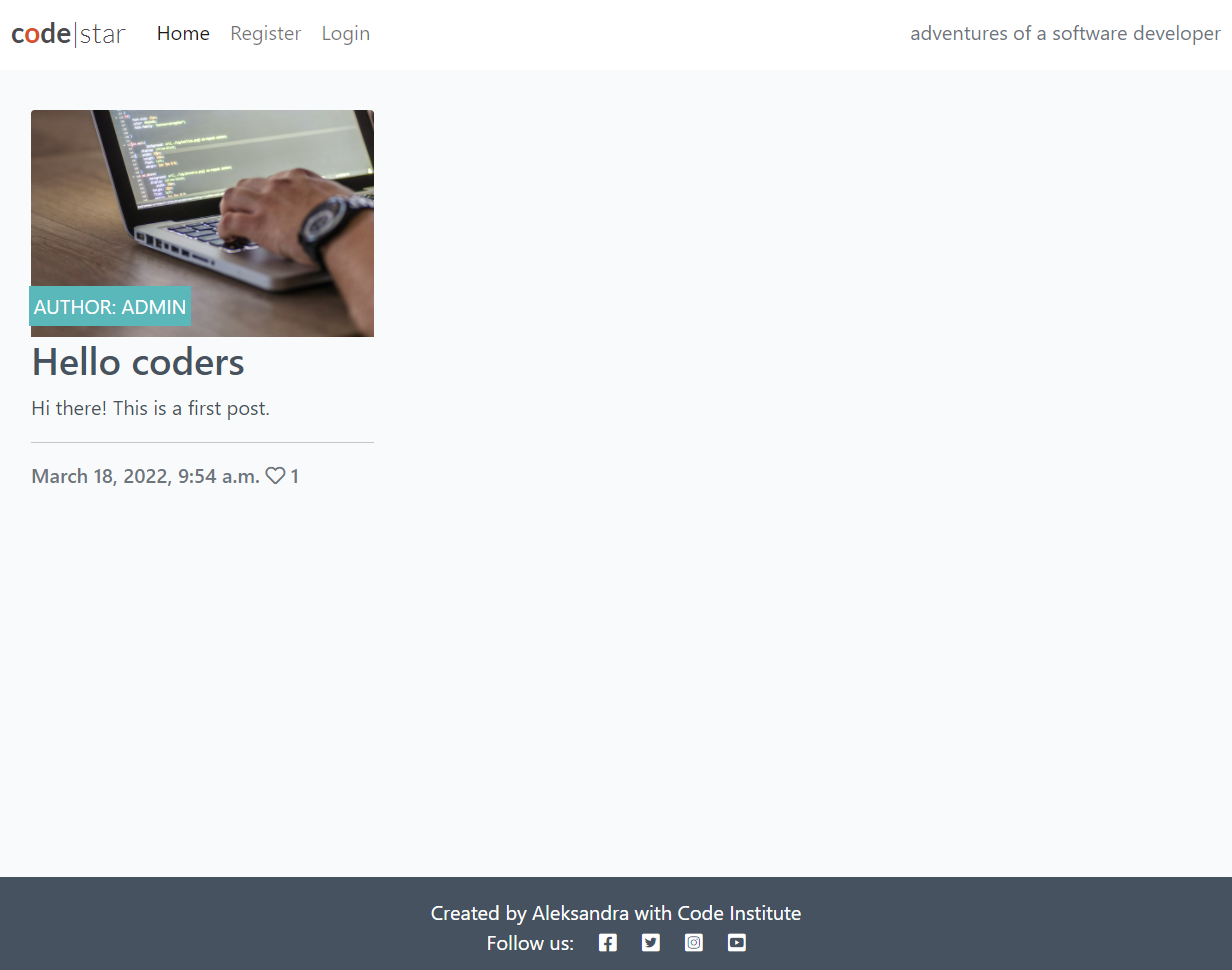 code|star Home Register Login adventures of a software developer
AUTHOR: ADMIN
Hello coders
Hi there! This is a first post.
March 18, 2022, 9:54 a.m. 1
Created by Aleksandra with Code Institute
Follow us: